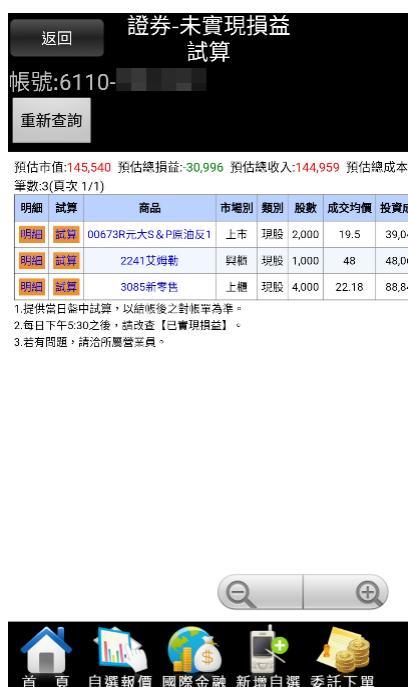 返回
證券-未實現損益
試算
帳號:6110-
重新查詢
預估市值:145,540 預估總損益:-30,996 預估總收入:144,959 預估總成本
筆數:3(頁次 1/1)
明細 試算 商品 市場別 類別 股數 成交均價 投資成
明細 試算 00673R元大S&P原油反1 上市 現股 2,000 19.5 39,04
明細 試算 2241艾姆勒 興櫃 現股 1,000 48 48,06
明細 試算 3085新零售 上櫃 現股 4,000 22.18 88,84
1.提供當日盤中試算，以結帳後之對帳單為準。
2.每日下午5:30之後，請改查【已實現損益】。
3.若有問題，請洽所屬營業員。
首 頁 自選報價 國際金融 新增自選 委託下單